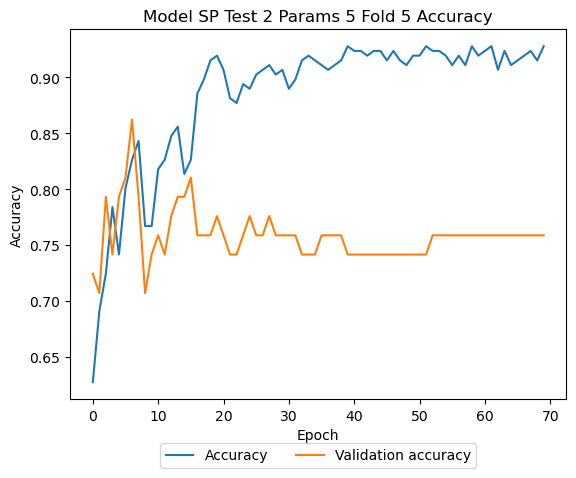 Model SP Test 2 Params 5 Fold 5 Accuracy
Accuracy
0.90
0.85
0.80
0.75
0.70
0.65
0 10 20 30 40 50 60 70
Epoch
Accuracy Validation accuracy